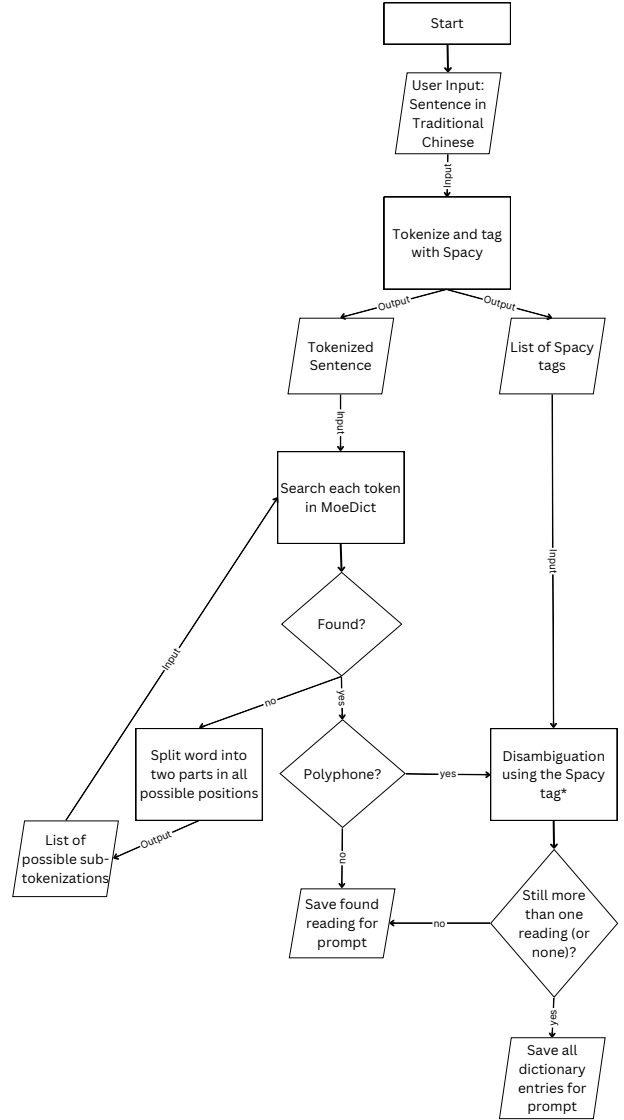 Start
User Input:
Sentence in
Traditional
Chinese
Input
Tokenize and tag
with Spacy
Output
Output
Tokenized
Sentence
List of Spacy
tags
Input
Search each token
in MoeDict
Input
Found?
Input
no
yes
Split word into
two parts in all
possible positions
Polyphone?
yes
Disambiguation
using the Spacy
tag*
Output
List of
possible sub-
tokenizations
no
Save found
reading for
prompt
no
Still more
than one
reading (or
none)?
yes
Save all
dictionary
entries for
prompt